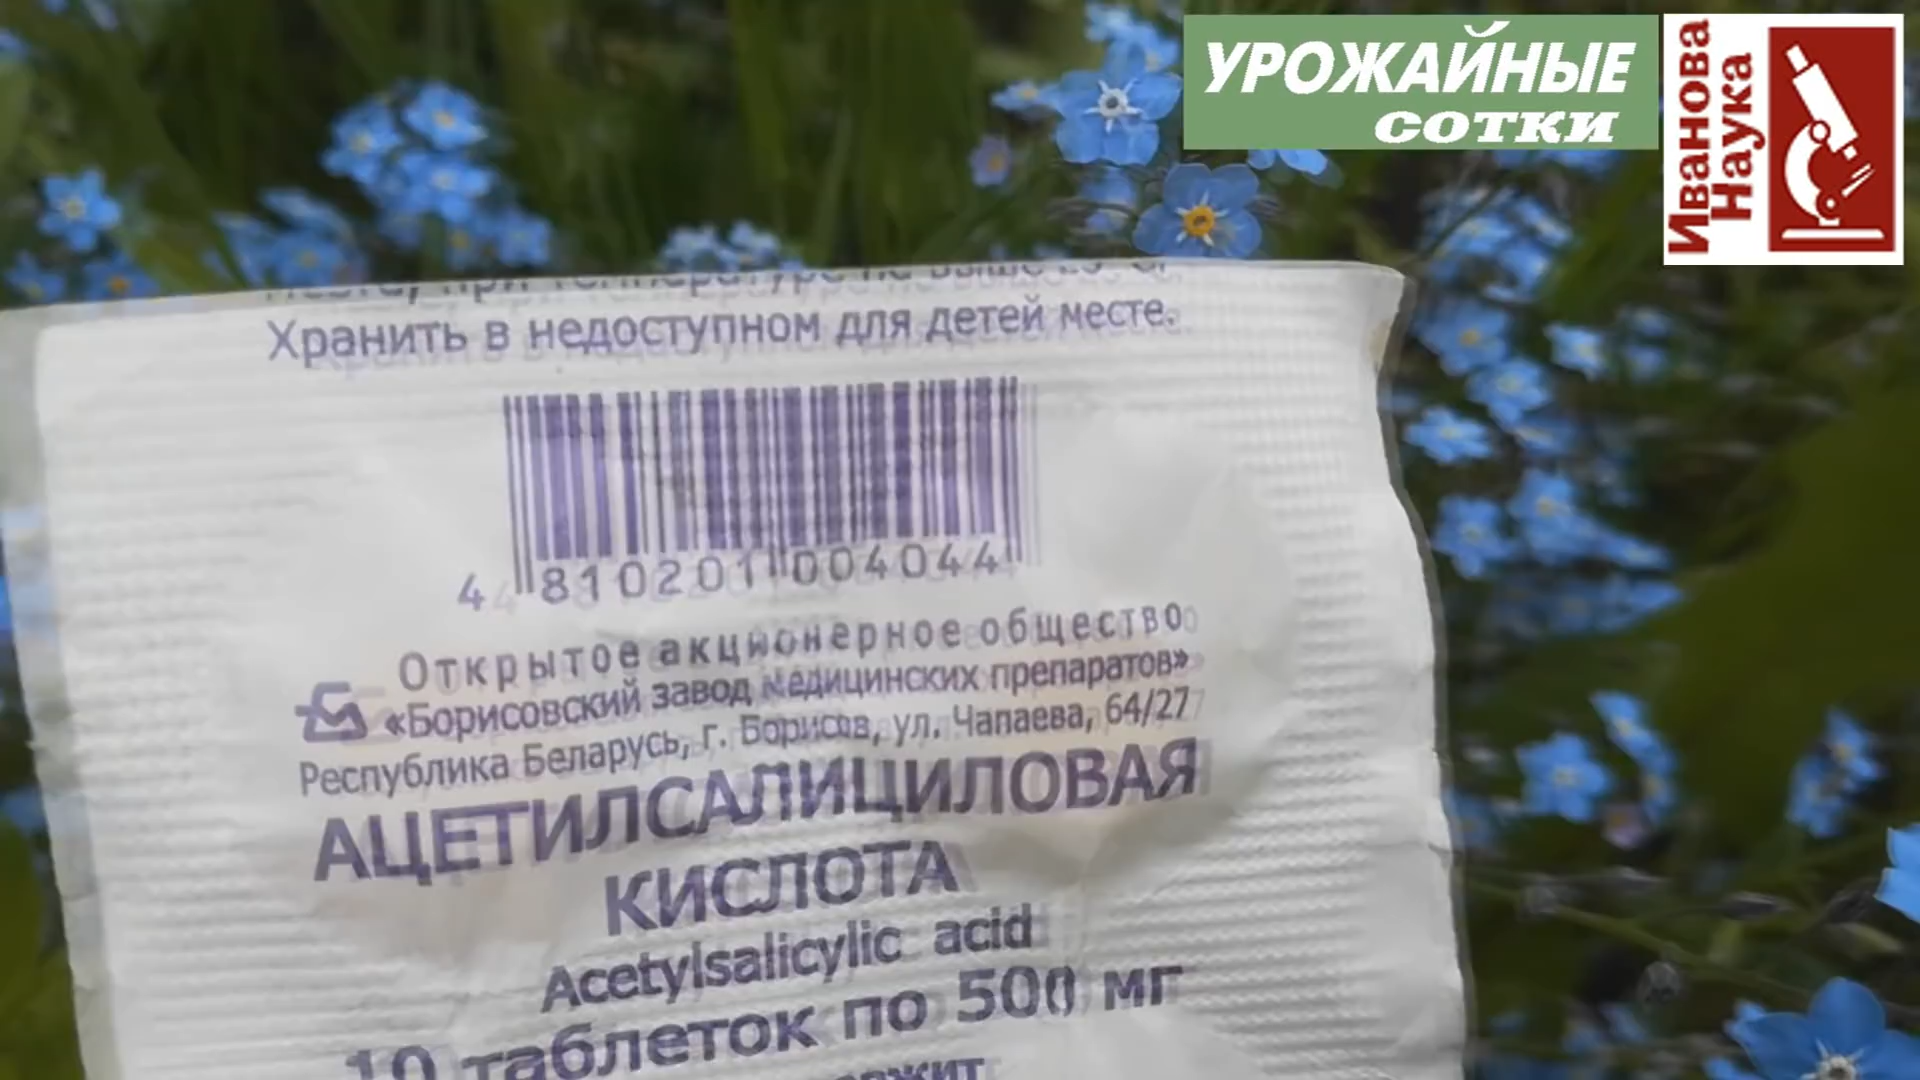 УРОЖАЙНЫЕ
СОТКИ
Иванова
Наука
Хранить в недоступном для детей месте.
4 810201 004044
Открытое акционерное общество
«Борисовский завод медицинских препаратов»
Республика Беларусь, г. Борисов, ул. Чапаева, 64/27
АЦЕТИЛСАЛИЦИЛОВАЯ
КИСЛОТА
Acetylsalicylic acid
10 таблеток по 500 мг